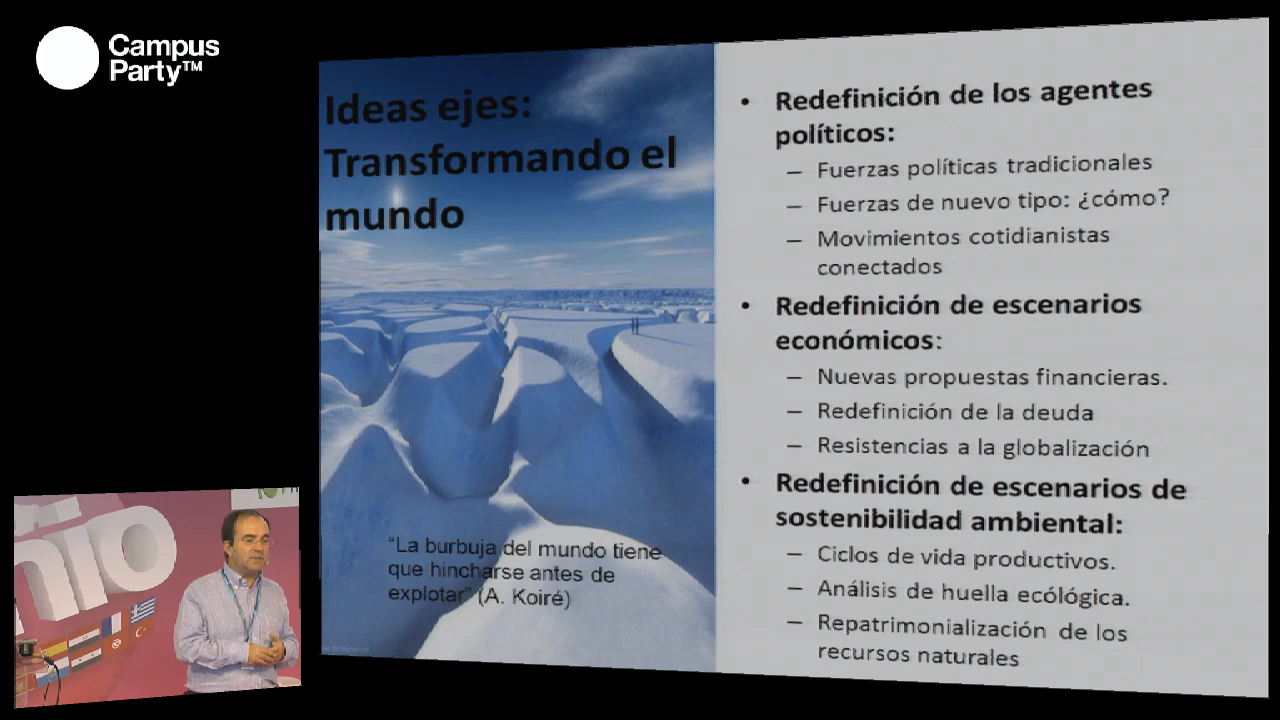 Campus
Party™
Ideas ejes:
Transformando el
mundo
“La burbuja del mundo tiene
que hincharse antes de
explotar” (A. Koiré)
• Redefinición de los agentes
políticos:
– Fuerzas políticas tradicionales
– Fuerzas de nuevo tipo: ¿cómo?
– Movimientos cotidianistas
conectados
• Redefinición de escenarios
económicos:
– Nuevas propuestas financieras.
– Redefinición de la deuda
– Resistencias a la globalización
• Redefinición de escenarios de
sostenibilidad ambiental:
– Ciclos de vida productivos.
– Análisis de huella ecólógica.
– Repatrimonialización de los
recursos naturales